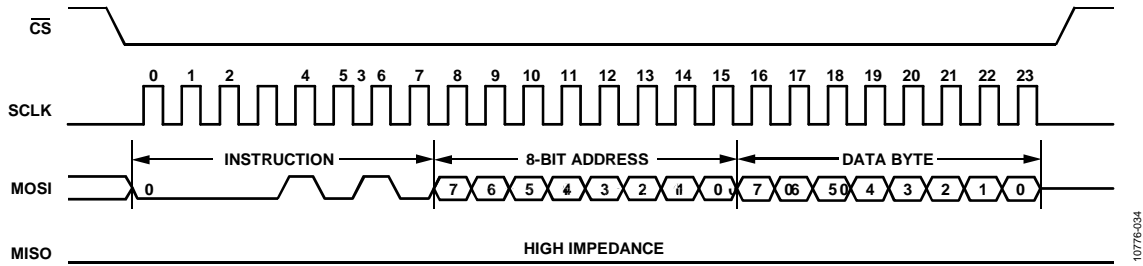 CS
0 1 2 4 5 3 6 7 8 9 10 11 12 13 14 15 16 17 18 19 20 21 22 23
SCLK
INSTRUCTION 8-BIT ADDRESS DATA BYTE
MOSI 0 7 6 5 4 3 2 1 0 7 6 5 4 3 2 1 0
MISO HIGH IMPEDANCE
10776-034